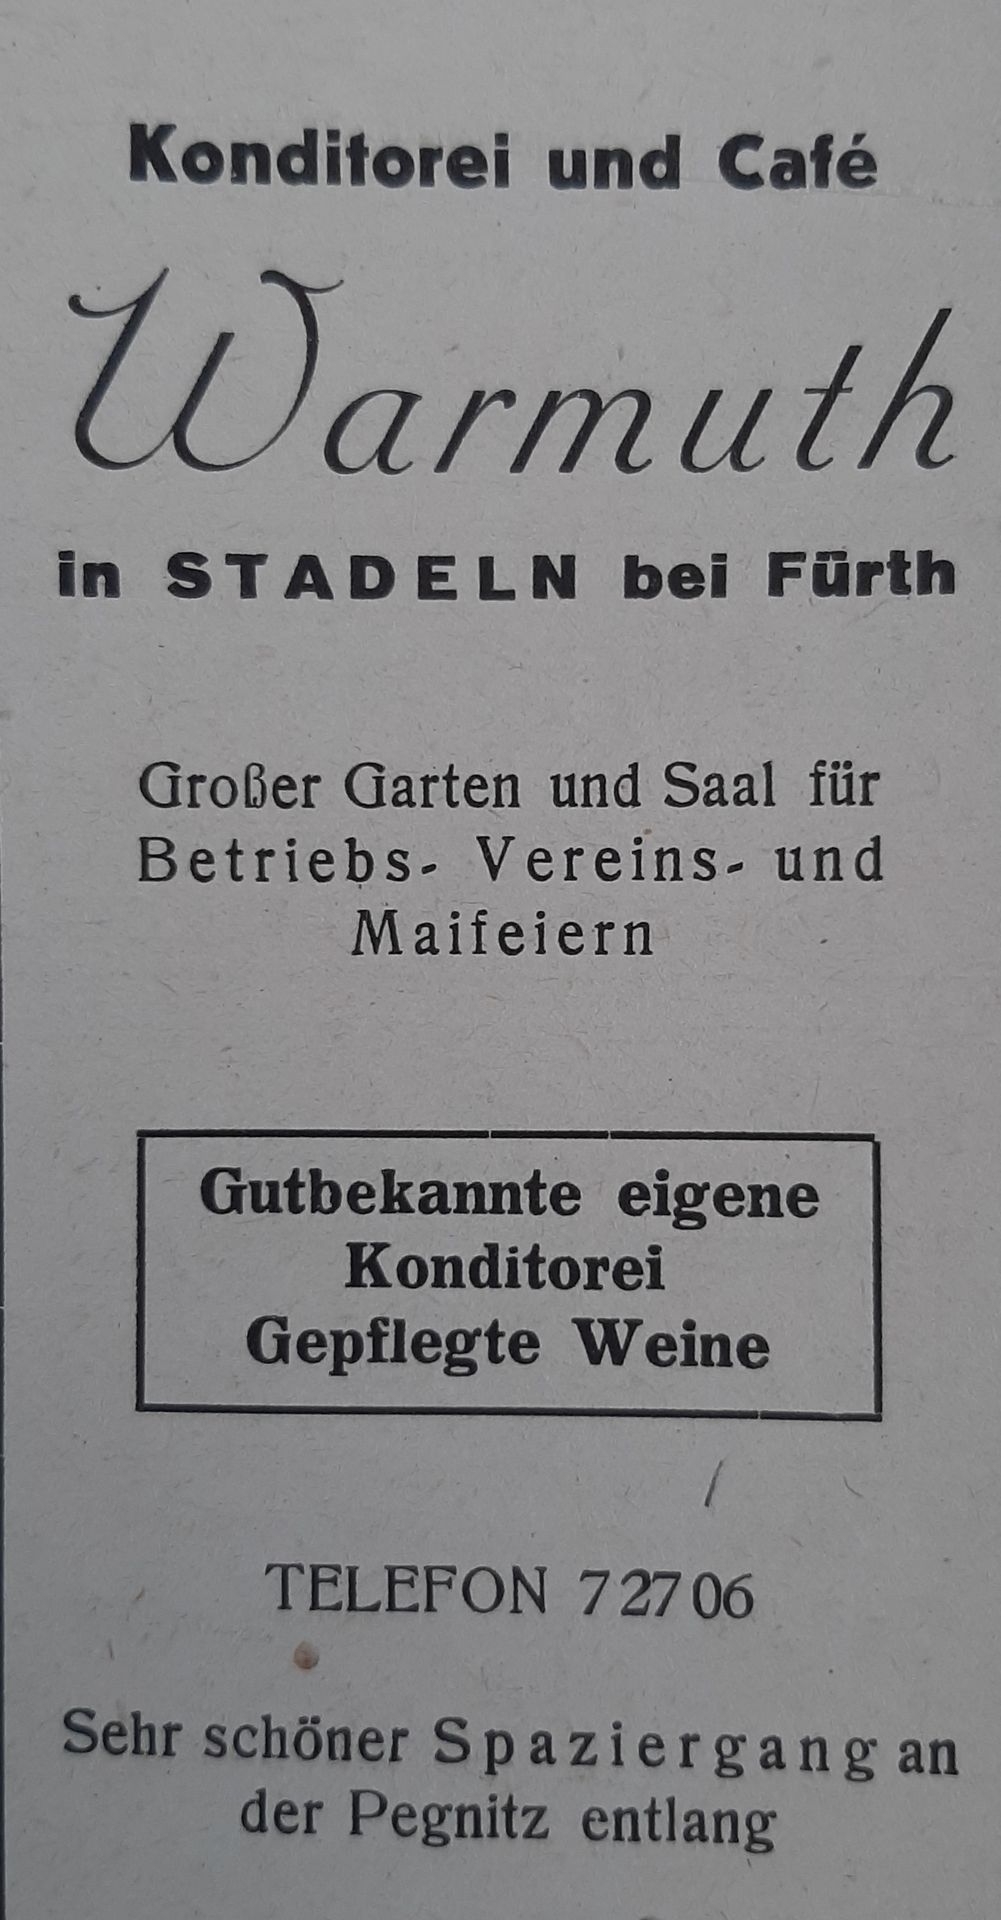 Konditorei und Café
Warmuth
in STADELN bei Fürth
Großer Garten und Saal für
Betriebs- Vereins- und
Maifeiern
Gutbekannte eigene
Konditorei
Gepflegte Weine
TELEFON 72706
Sehr schöner Spaziergang an
der Pegnitz entlang